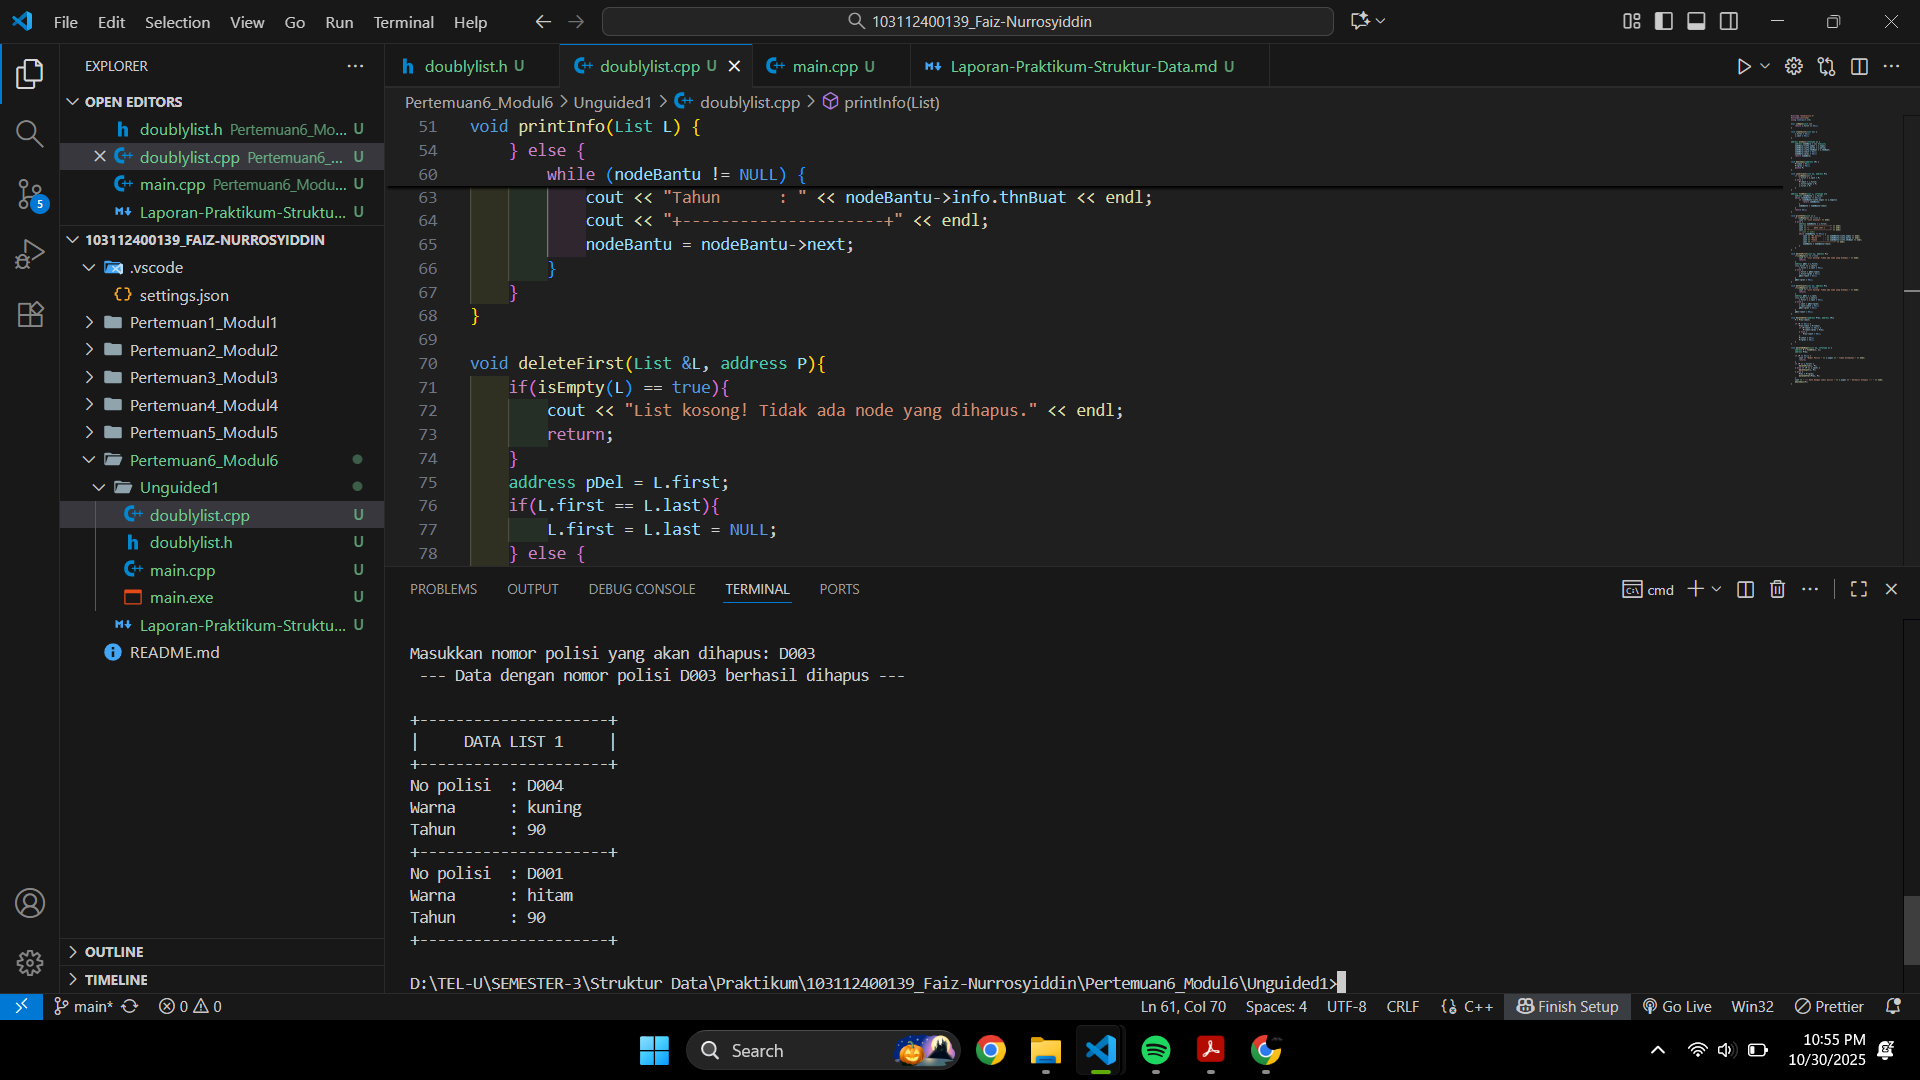 File Edit Selection View Go Run Terminal Help
103112400139_Faiz-Nurrosyiddin
EXPLORER
OPEN EDITORS
doublylist.h Pertemuan6_Mo... U
doublylist.cpp Pertemuan6_... U
main.cpp Pertemuan6_Modu... U
Laporan-Praktikum-Struktu... U
103112400139_FAIZ-NURROSYIDDIN
.vscode
settings.json
Pertemuan1_Modul1
Pertemuan2_Modul2
Pertemuan3_Modul3
Pertemuan4_Modul4
Pertemuan5_Modul5
Pertemuan6_Modul6
Unguided1
doublylist.cpp U
doublylist.h U
main.cpp U
main.exe U
Laporan-Praktikum-Struktu... U
README.md
OUTLINE
TIMELINE
doublylist.h U doublylist.cpp U main.cpp U Laporan-Praktikum-Struktur-Data.md U
Pertemuan6_Modul6 > Unguided1 > doublylist.cpp > printInfo(List)
51 void printInfo(List L) {
54 } else {
60 while (nodeBantu != NULL) {
63 cout << "Tahun      : " << nodeBantu->info.thnBuat << endl;
64 cout << "+---------------------+" << endl;
65 nodeBantu = nodeBantu->next;
66 }
67 }
68 }
69
70 void deleteFirst(List &L, address P){
71 if(isEmpty(L) == true){
72 cout << "List kosong! Tidak ada node yang dihapus." << endl;
73 return;
74 }
75 address pDel = L.first;
76 if(L.first == L.last){
77 L.first = L.last = NULL;
78 } else {
PROBLEMS OUTPUT DEBUG CONSOLE TERMINAL PORTS
cmd
Masukkan nomor polisi yang akan dihapus: D003
--- Data dengan nomor polisi D003 berhasil dihapus ---
+---------------------+
|     DATA LIST 1     |
+---------------------+
No polisi  : D004
Warna      : kuning
Tahun      : 90
+---------------------+
No polisi  : D001
Warna      : hitam
Tahun      : 90
+---------------------+
D:\TEL-U\SEMESTER-3\Struktur Data\Praktikum\103112400139_Faiz-Nurrosyiddin\Pertemuan6_Modul6\Unguided1>
main* 0 0 Ln 61, Col 70 Spaces: 4 UTF-8 CRLF {} C++ Finish Setup Go Live Win32 Prettier
5
Search
10:55 PM
10/30/2025